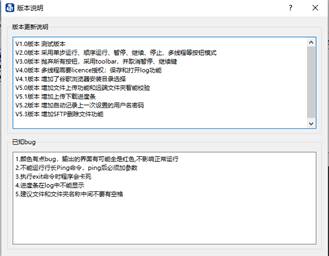 版本说明
版本更新说明
V1.0版本 测试版本
V2.0版本 采用单步运行、顺序运行、暂停、继续、停止、多线程等按钮模式
V3.0版本 抛弃所有按钮，采用toolbar，并取消暂停、继续键
V4.0版本 多线程需要licence授权；保存和打开log功能
V4.1版本 增加了谷歌浏览器安装目录选择
V5.0版本 增加文件上传功能和远端文件夹智能校验
V5.1版本 增加上传下载进度条
V5.2版本 增加自动记录上一次设置的用户名密码
V5.3版本 增加SFTP删除文件功能
已知bug
1.颜色有点bug，输出的界面有可能全是红色,不影响正常运行
2.不能运行行长Ping命令，ping后必须加参数
3.执行exit命令时程序会卡死
4.进度条在log中不能显示
5.建议文件和文件夹名称中间不要有空格